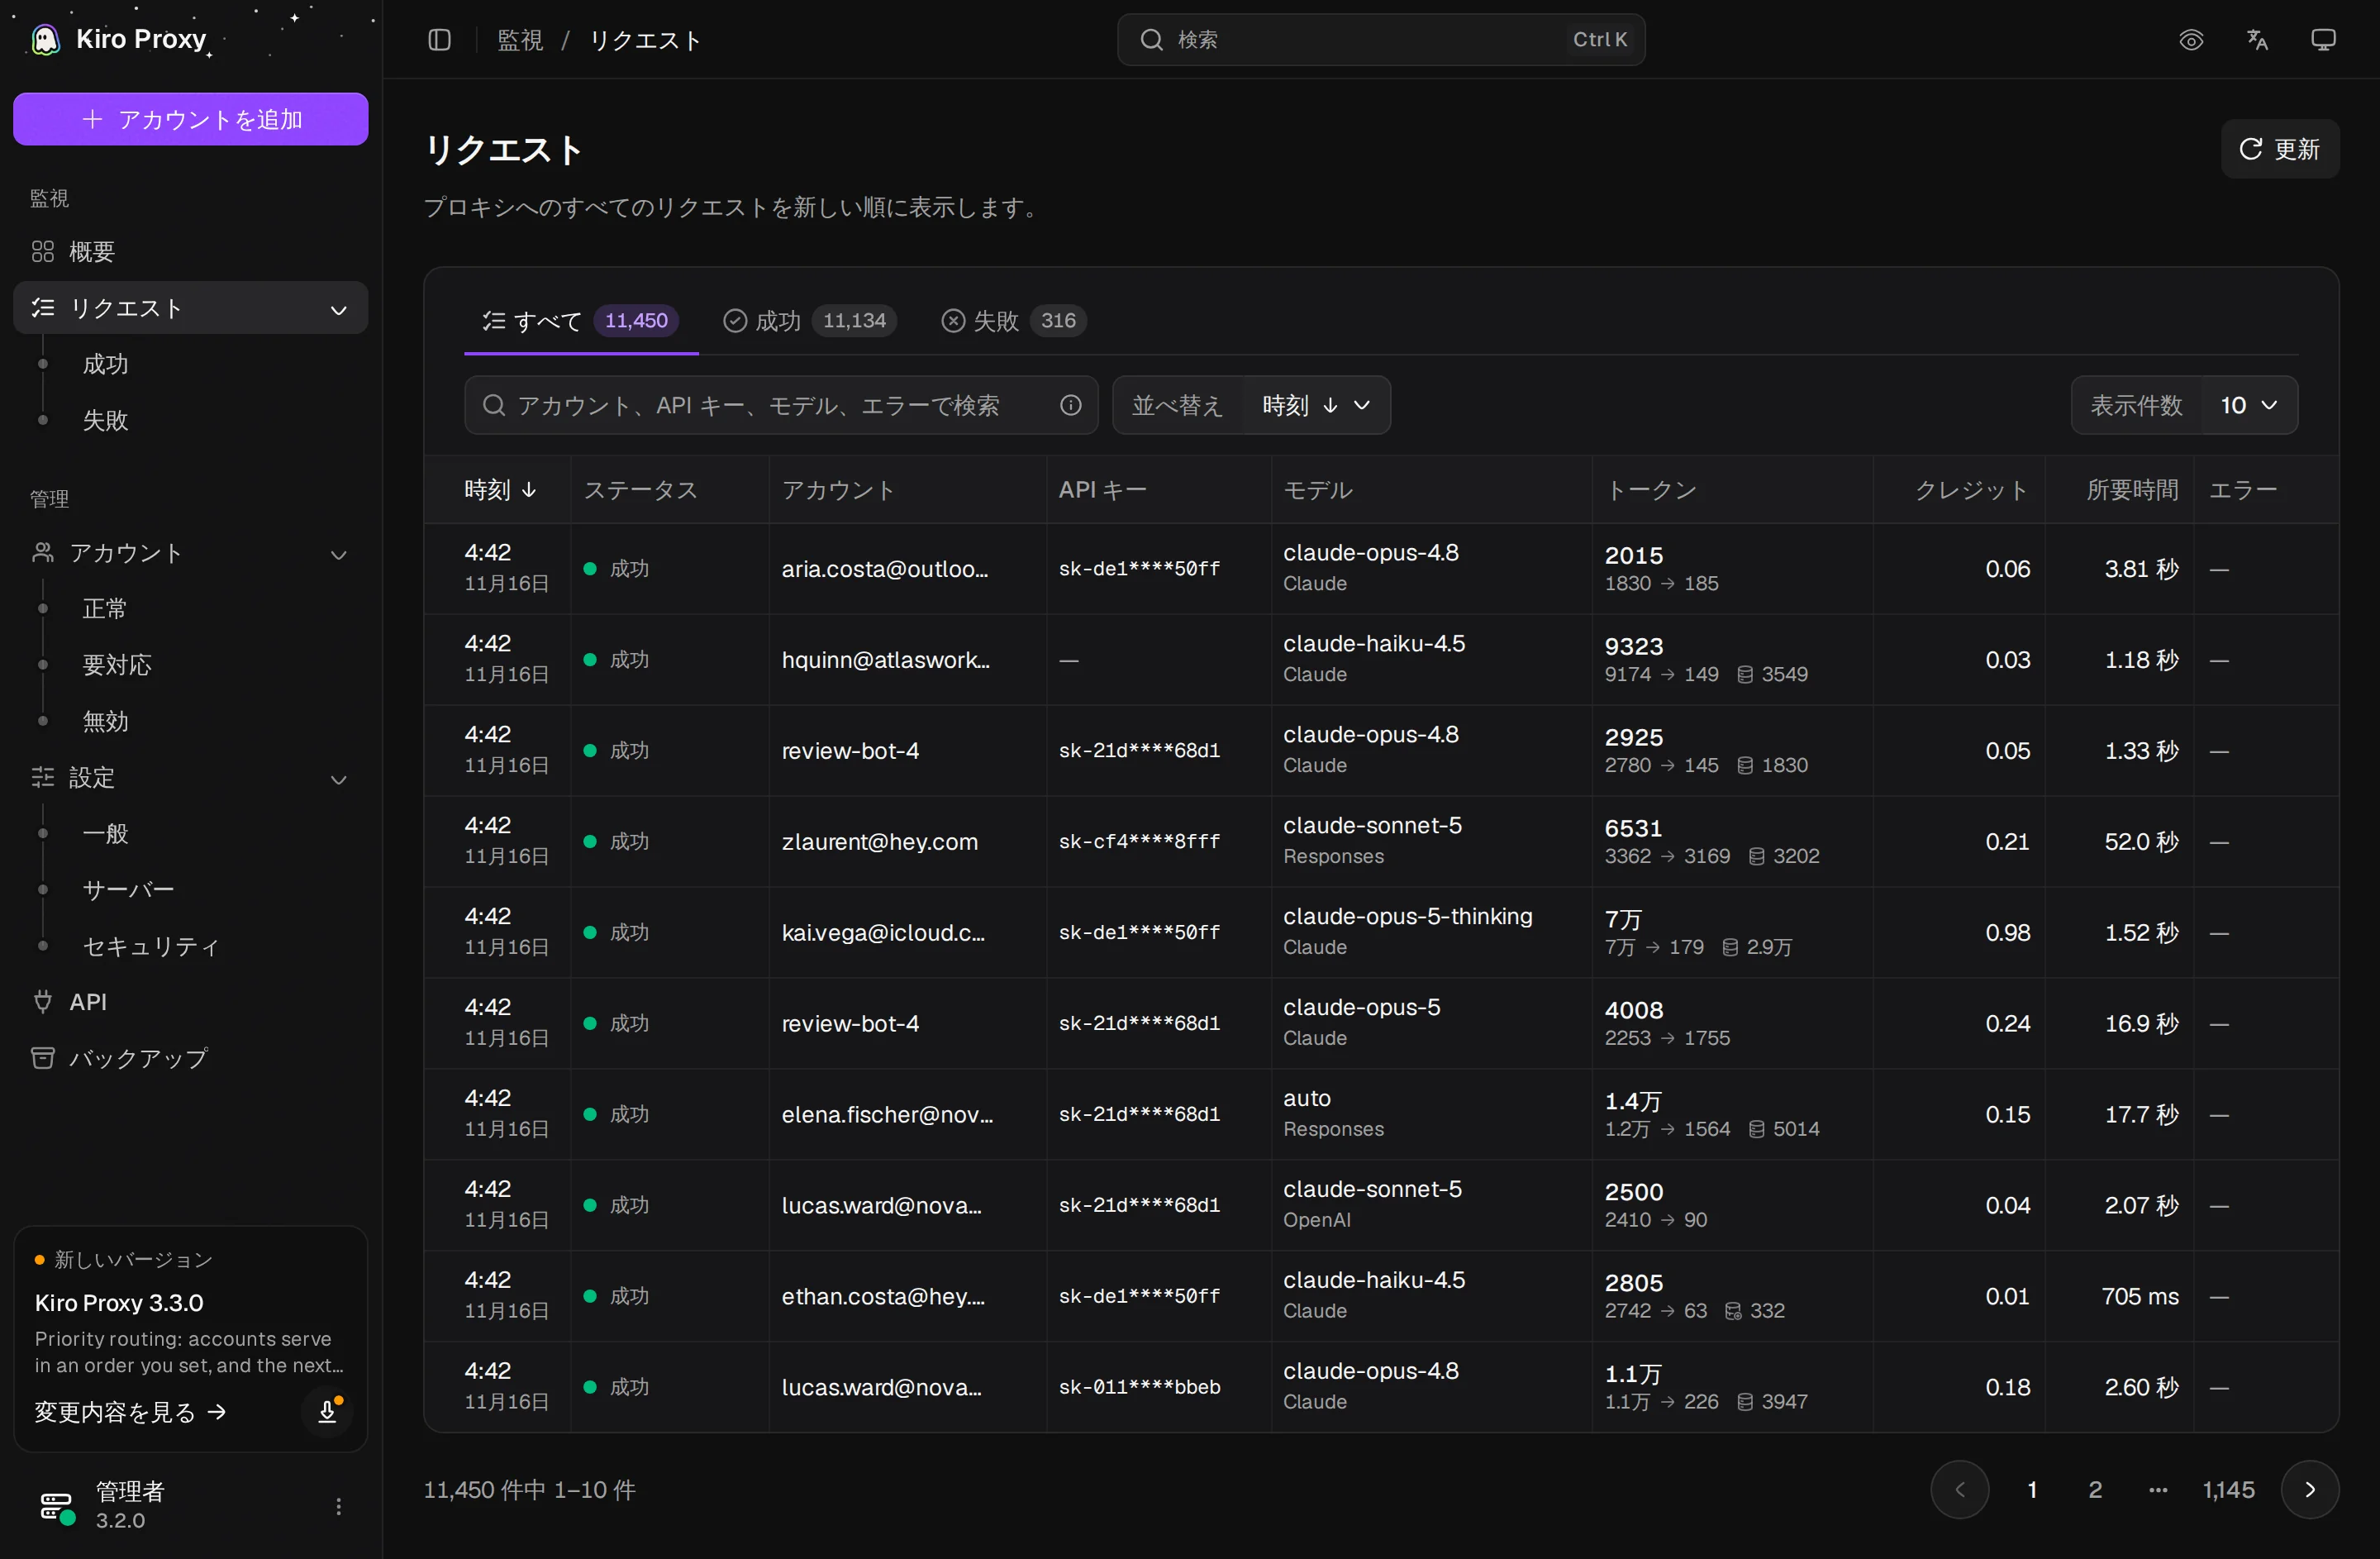 Kiro Proxy
アカウントを追加
監視
概要
リクエスト
成功
失敗
管理
アカウント
正常
要対応
無効
設定
一般
サーバー
セキュリティ
API
バックアップ
新しいバージョン
Kiro Proxy 3.3.0
Priority routing: accounts serve
in an order you set, and the next…
変更内容を見る →
管理者
3.2.0
監視 / リクエスト
検索 Ctrl K
リクエスト
更新
プロキシへのすべてのリクエストを新しい順に表示します。
すべて 11,450 成功 11,134 失敗 316
アカウント、API キー、モデル、エラーで検索 並べ替え 時刻 ↓ 表示件数 10
時刻 ↓ ステータス アカウント API キー モデル トークン クレジット 所要時間 エラー
4:42 claude-opus-4.8 2015
成功 aria.costa@outloo… sk-de1****50ff 0.06 3.81 秒 —
11月16日 Claude 1830 → 185
4:42 claude-haiku-4.5 9323
成功 hquinn@atlaswork… — 0.03 1.18 秒 —
11月16日 Claude 9174 → 149 3549
4:42 claude-opus-4.8 2925
成功 review-bot-4 sk-21d****68d1 0.05 1.33 秒 —
11月16日 Claude 2780 → 145 1830
4:42 claude-sonnet-5 6531
成功 zlaurent@hey.com sk-cf4****8fff 0.21 52.0 秒 —
11月16日 Responses 3362 → 3169 3202
4:42 claude-opus-5-thinking 7万
成功 kai.vega@icloud.c… sk-de1****50ff 0.98 1.52 秒 —
11月16日 Claude 7万 → 179 2.9万
4:42 claude-opus-5 4008
成功 review-bot-4 sk-21d****68d1 0.24 16.9 秒 —
11月16日 Claude 2253 → 1755
4:42 auto 1.4万
成功 elena.fischer@nov… sk-21d****68d1 0.15 17.7 秒 —
11月16日 Responses 1.2万 → 1564 5014
4:42 claude-sonnet-5 2500
成功 lucas.ward@nova… sk-21d****68d1 0.04 2.07 秒 —
11月16日 OpenAI 2410 → 90
4:42 claude-haiku-4.5 2805
成功 ethan.costa@hey.… sk-de1****50ff 0.01 705 ms —
11月16日 Claude 2742 → 63 332
4:42 claude-opus-4.8 1.1万
成功 lucas.ward@nova… sk-011****bbeb 0.18 2.60 秒 —
11月16日 Claude 1.1万 → 226 3947
11,450 件中 1–10 件 1 2 … 1,145